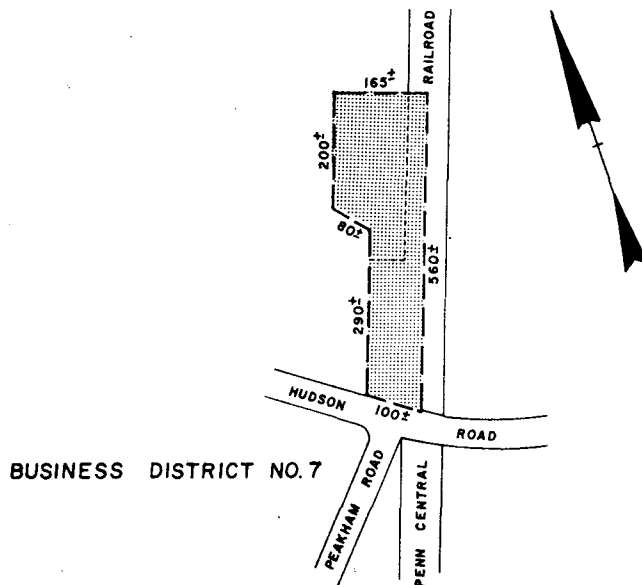 RAILROAD
165±
200±
80±
560±
290±
HUDSON
100±
ROAD
BUSINESS DISTRICT NO. 7
PEAKHAM ROAD
PENN CENTRAL